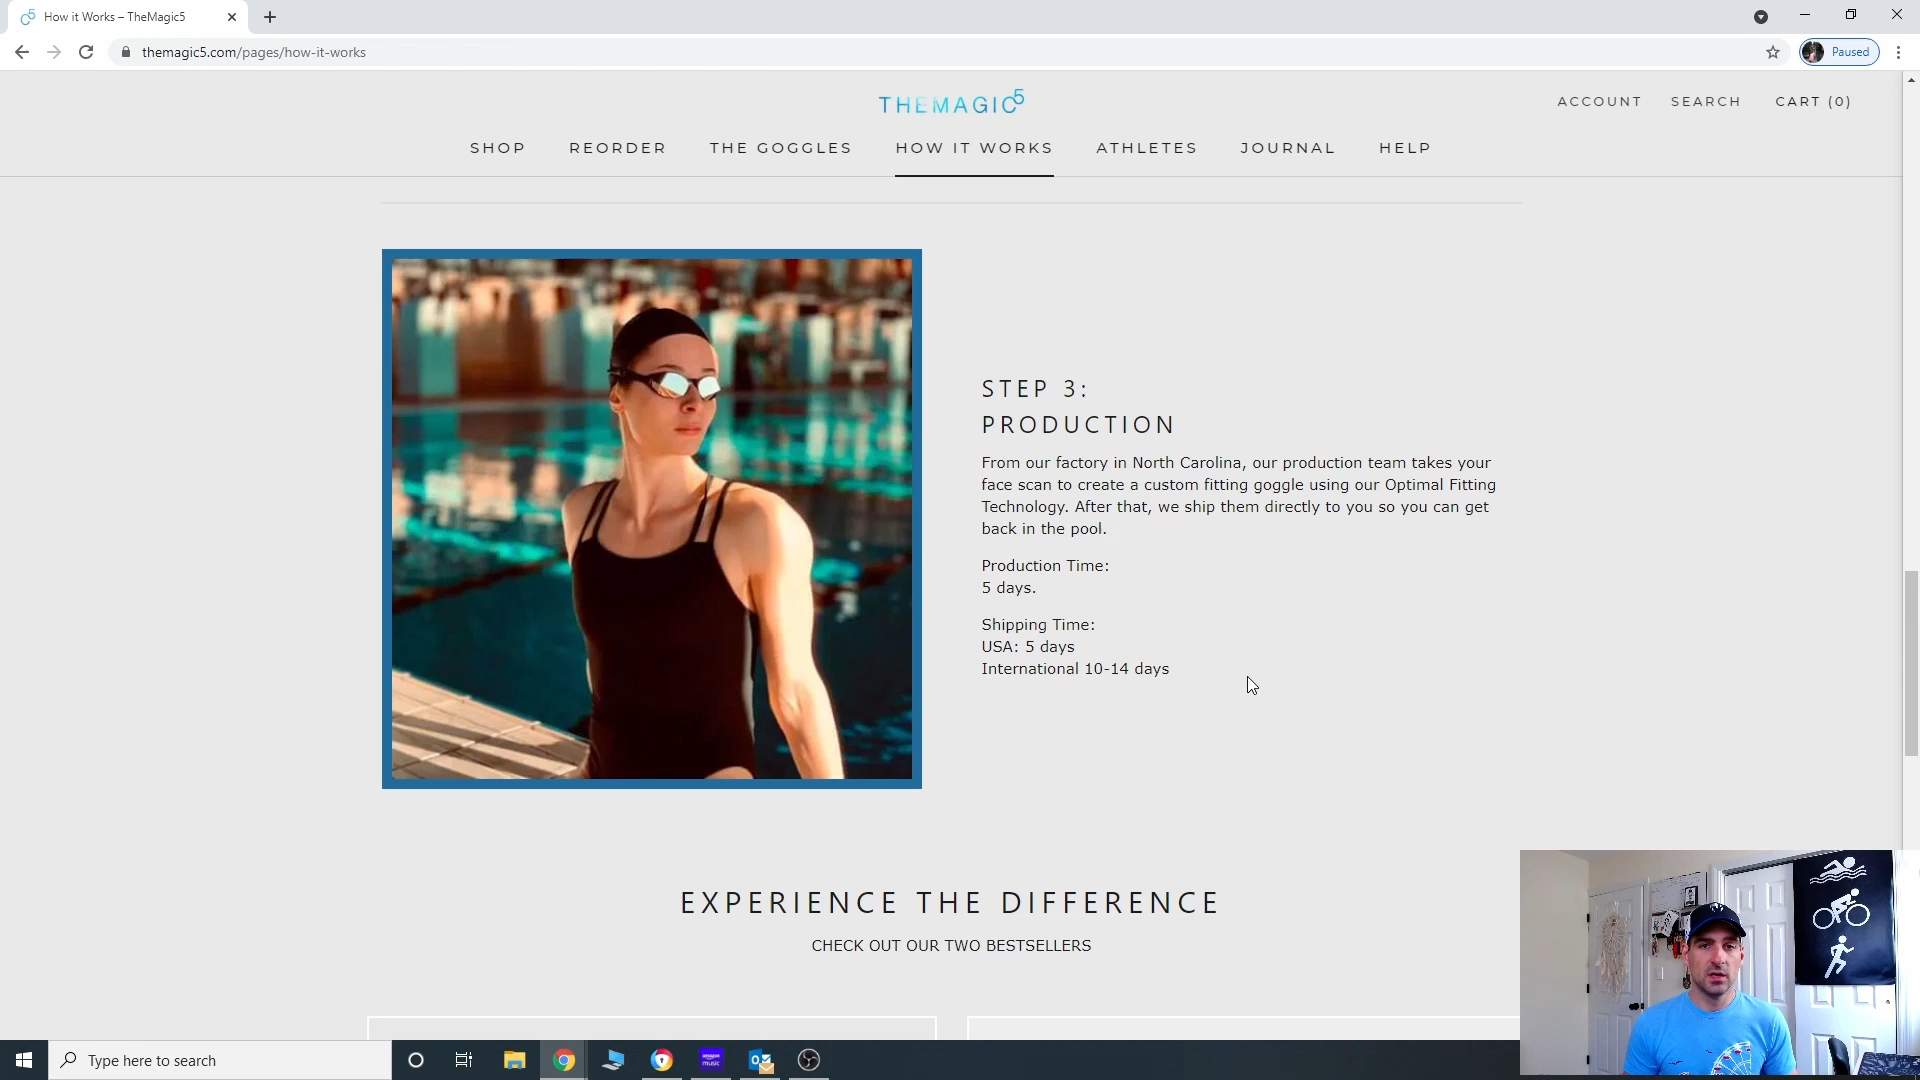 How it Works – TheMagic5
themagic5.com/pages/how-it-works
Paused
THEMAGIC5
ACCOUNT
SEARCH
CART (0)
SHOP
REORDER
THE GOGGLES
HOW IT WORKS
ATHLETES
JOURNAL
HELP
STEP 3:
PRODUCTION
From our factory in North Carolina, our production team takes your
face scan to create a custom fitting goggle using our Optimal Fitting
Technology. After that, we ship them directly to you so you can get
back in the pool.
Production Time:
5 days.
Shipping Time:
USA: 5 days
International 10-14 days
EXPERIENCE THE DIFFERENCE
CHECK OUT OUR TWO BESTSELLERS
Type here to search